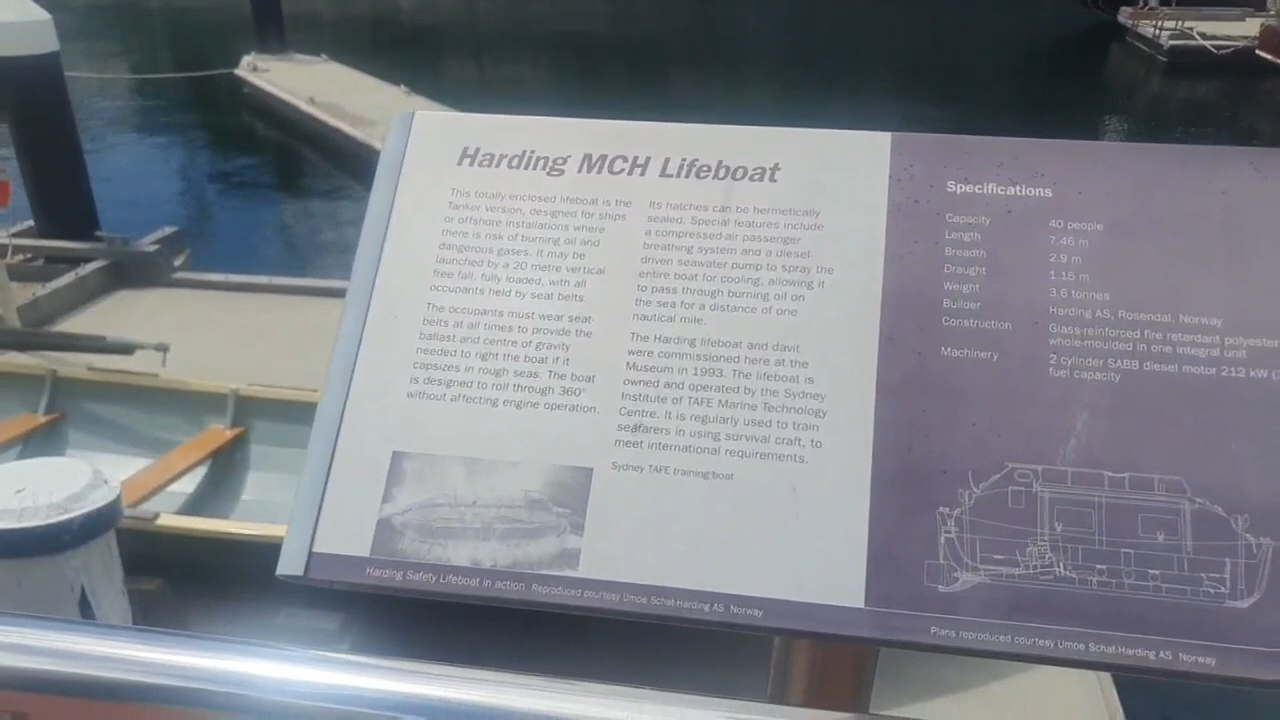 Harding MCH Lifeboat
This totally enclosed lifeboat is the
Tanker version, designed for ships
or offshore installations where
there is risk of burning oil and
dangerous gases. It may be
launched by a 20 metre vertical
free fall, fully loaded, with all
occupants held by seat belts.
The occupants must wear seat-
belts at all times to provide the
ballast and centre of gravity
needed to right the boat if it
capsizes in rough seas. The boat
is designed to roll through 360°
without affecting engine operation.
Its hatches can be hermetically
sealed. Special features include
a compressed-air passenger
breathing system and a diesel-
driven seawater pump to spray the
entire boat for cooling, allowing it
to pass through burning oil on
the sea for a distance of one
nautical mile.
The Harding lifeboat and davit
were commissioned here at the
Museum in 1993. The lifeboat is
owned and operated by the Sydney
Institute of TAFE Marine Technology
Centre. It is regularly used to train
seafarers in using survival craft, to
meet international requirements.
Sydney TAFE training boat
Harding Safety Lifeboat in action Reproduced courtesy Umoe Schat-Harding AS Norway
Specifications
Capacity 40 people
Length 7.46 m
Breadth 2.9 m
Draught 1.15 m
Weight 3.6 tonnes
Builder Harding AS, Rosendal, Norway
Construction Glass-reinforced fire retardant polyester
whole-moulded in one integral unit
Machinery 2 cylinder SABB diesel motor 212 kW
fuel capacity
Plans reproduced courtesy Umoe Schat-Harding AS Norway